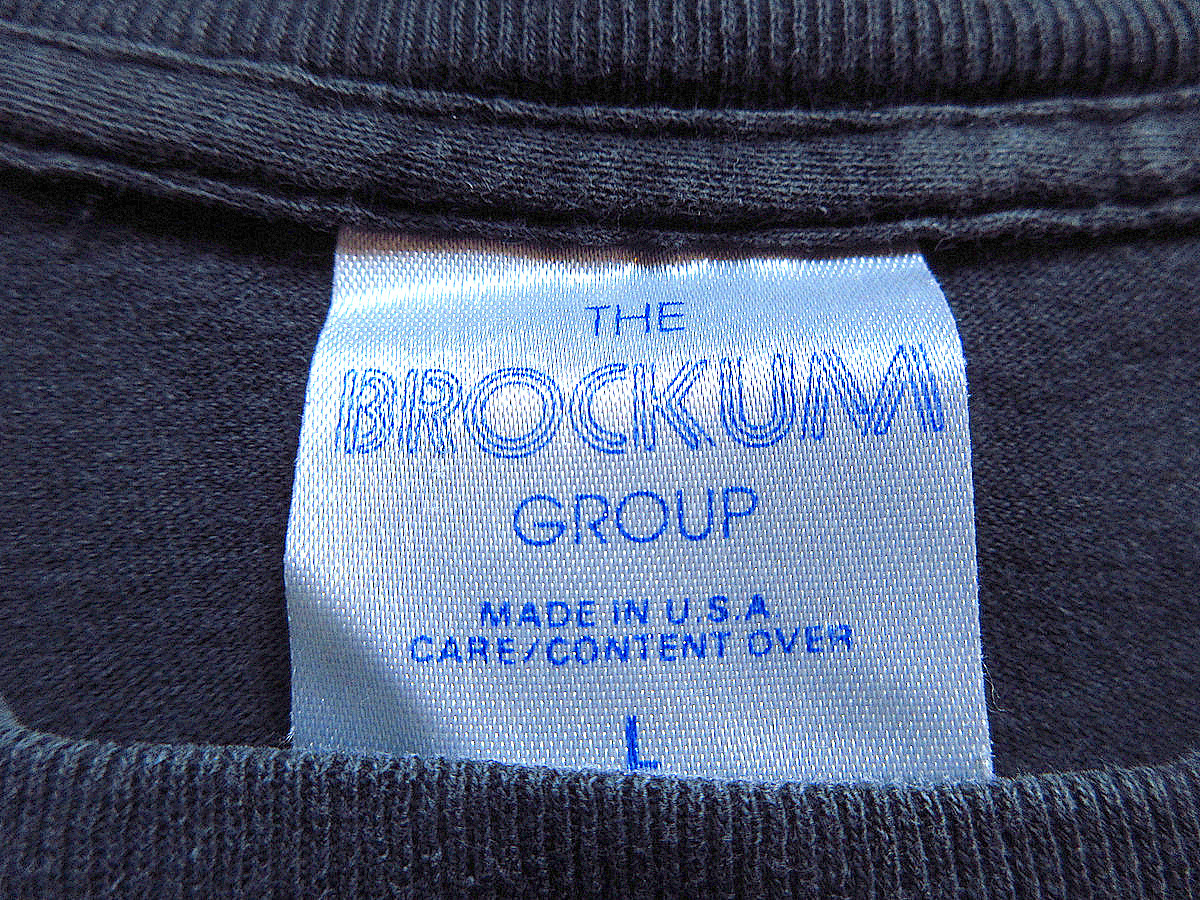 THE
BROCKUM
GROUP
MADE IN U.S.A
CARE/CONTENT OVER
L